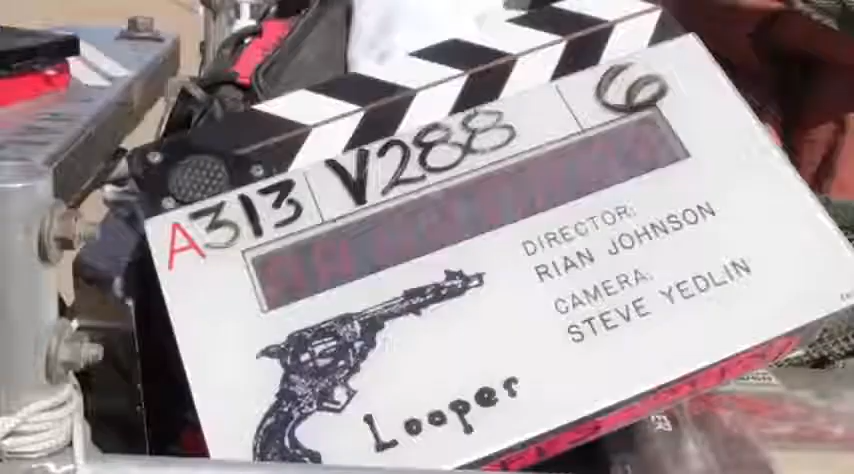 A313 V288 6
DIRECTOR:
RIAN JOHNSON
CAMERA:
STEVE YEDLIN
Looper